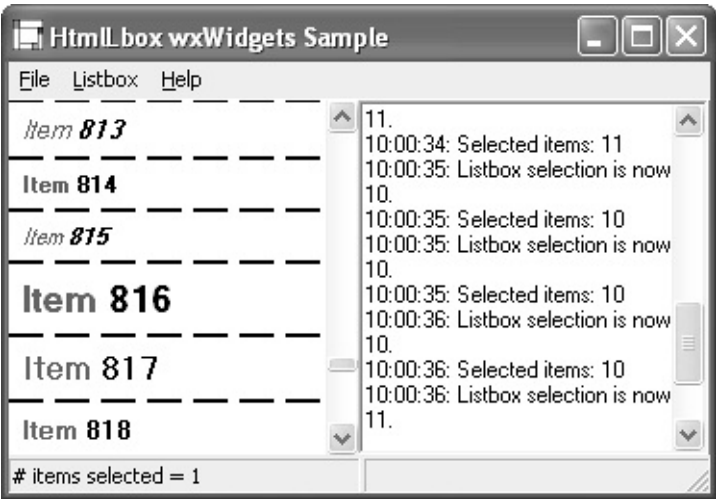 HtmlLbox wxWidgets Sample
File Listbox Help
Item 813
Item 814
Item 815
Item 816
Item 817
Item 818
11.
10:00:34: Selected items: 11
10:00:35: Listbox selection is now
10.
10:00:35: Selected items: 10
10:00:35: Listbox selection is now
10.
10:00:35: Selected items: 10
10:00:36: Listbox selection is now
10.
10:00:36: Selected items: 10
10:00:36: Listbox selection is now
11.
# items selected = 1